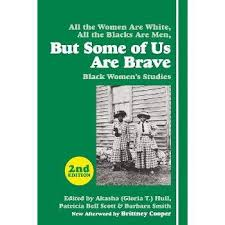 All the Women Are White,
All the Blacks Are Men,
But Some of Us
Are Brave
Black Women's Studies
2nd
EDITION
Edited by Akasha (Gloria T.) Hull,
Patricia Bell Scott & Barbara Smith
New Afterword by Brittney Cooper